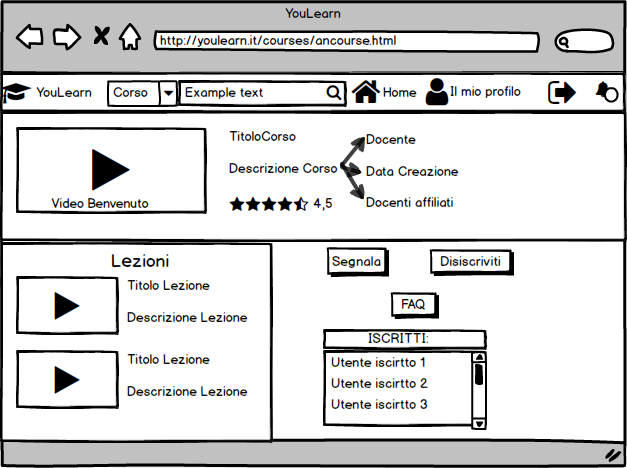 YouLearn
http://youlearn.it/courses/ancourse.html
YouLearn Corso Example text Home Il mio profilo
TitoloCorso
Docente
Descrizione Corso
Data Creazione
Video Benvenuto
4,5
Docenti affiliati
Lezioni
Titolo Lezione
Descrizione Lezione
Titolo Lezione
Descrizione Lezione
Segnala
Disiscriviti
FAQ
ISCRITTI:
Utente iscirtto 1
Utente iscirtto 2
Utente iscirtto 3